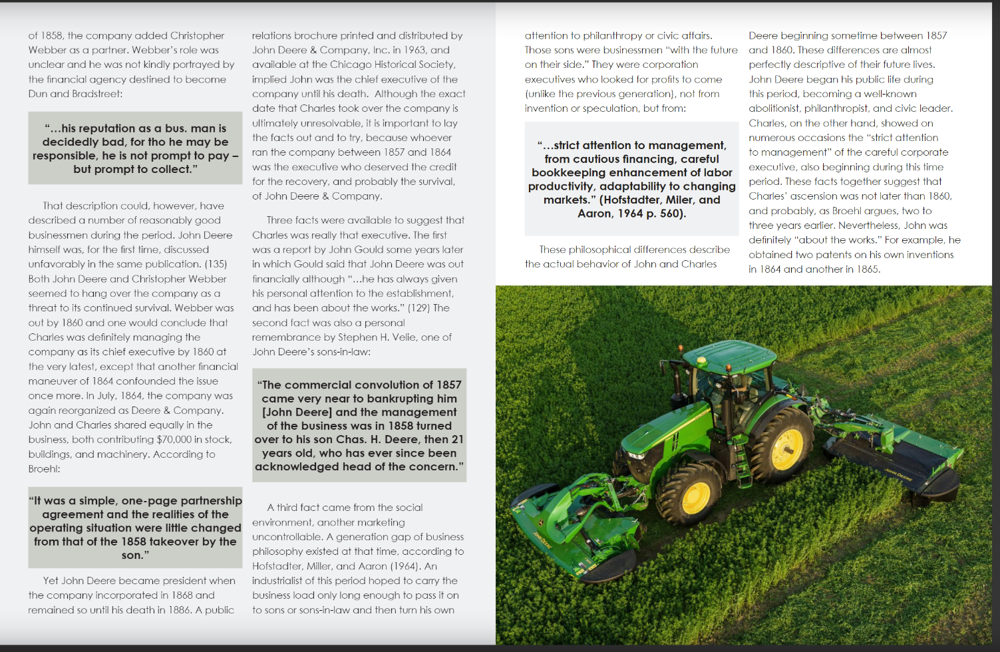 of 1858, the company added Christopher
Webber as a partner. Webber's role was
unclear and he was not kindly portrayed by
the financial agency destined to become
Dun and Bradstreet:
“…his reputation as a bus. man is
decidedly bad, for tho he may be
responsible, he is not prompt to pay –
but prompt to collect.”
That description could, however, have
described a number of reasonably good
businessmen during the period. John Deere
himself was, for the first time, discussed
unfavorably in the same publication. (135)
Both John Deere and Christopher Webber
seemed to hang over the company as a
threat to its continued survival. Webber was
out by 1860 and one would conclude that
Charles was definitely managing the
company as its chief executive by 1860 at
the very latest, except that another financial
maneuver of 1864 confounded the issue
once more. In July, 1864, the company was
again reorganized as Deere & Company.
John and Charles shared equally in the
business, both contributing $70,000 in stock,
buildings, and machinery. According to
Broehl:
“It was a simple, one-page partnership
agreement and the realities of the
operating situation were little changed
from that of the 1858 takeover by the
son.”
Yet John Deere became president when
the company incorporated in 1868 and
remained so until his death in 1886. A public
relations brochure printed and distributed by
John Deere & Company, Inc. in 1963, and
available at the Chicago Historical Society,
implied John was the chief executive of the
company until his death.  Although the exact
date that Charles took over the company is
ultimately unresolvable, it is important to lay
the facts out and to try, because whoever
ran the company between 1857 and 1864
was the executive who deserved the credit
for the recovery, and probably the survival,
of John Deere & Company.
Three facts were available to suggest that
Charles was really that executive. The first
was a report by John Gould some years later
in which Gould said that John Deere was out
financially although “…he has always given
his personal attention to the establishment,
and has been about the works.” (129) The
second fact was also a personal
remembrance by Stephen H. Velie, one of
John Deere's sons-in-law:
“The commercial convolution of 1857
came very near to bankrupting him
[John Deere] and the management
of the business was in 1858 turned
over to his son Chas. H. Deere, then 21
years old, who has ever since been
acknowledged head of the concern.”
A third fact came from the social
environment, another marketing
uncontrollable. A generation gap of business
philosophy existed at that time, according to
Hofstadter, Miller, and Aaron (1964). An
industrialist of this period hoped to carry the
business load only long enough to pass it on
to sons or sons-in-law and then turn his own
attention to philanthropy or civic affairs.
Those sons were businessmen “with the future
on their side.” They were corporation
executives who looked for profits to come
(unlike the previous generation), not from
invention or speculation, but from:
“…strict attention to management,
from cautious financing, careful
bookkeeping enhancement of labor
productivity, adaptability to changing
markets.” (Hofstadter, Miler, and
Aaron, 1964 p. 560).
These philosophical differences describe
the actual behavior of John and Charles
Deere beginning sometime between 1857
and 1860. These differences are almost
perfectly descriptive of their future lives.
John Deere began his public life during
this period, becoming a well-known
abolitionist, philanthropist, and civic leader.
Charles, on the other hand, showed on
numerous occasions the “strict attention
to management” of the careful corporate
executive, also beginning during this time
period. These facts together suggest that
Charles' ascension was not later than 1860,
and probably, as Broehl argues, two to
three years earlier. Nevertheless, John was
definitely “about the works.” For example, he
obtained two patents on his own inventions
in 1864 and another in 1865.
JOHN DEERE
JOHN DEERE